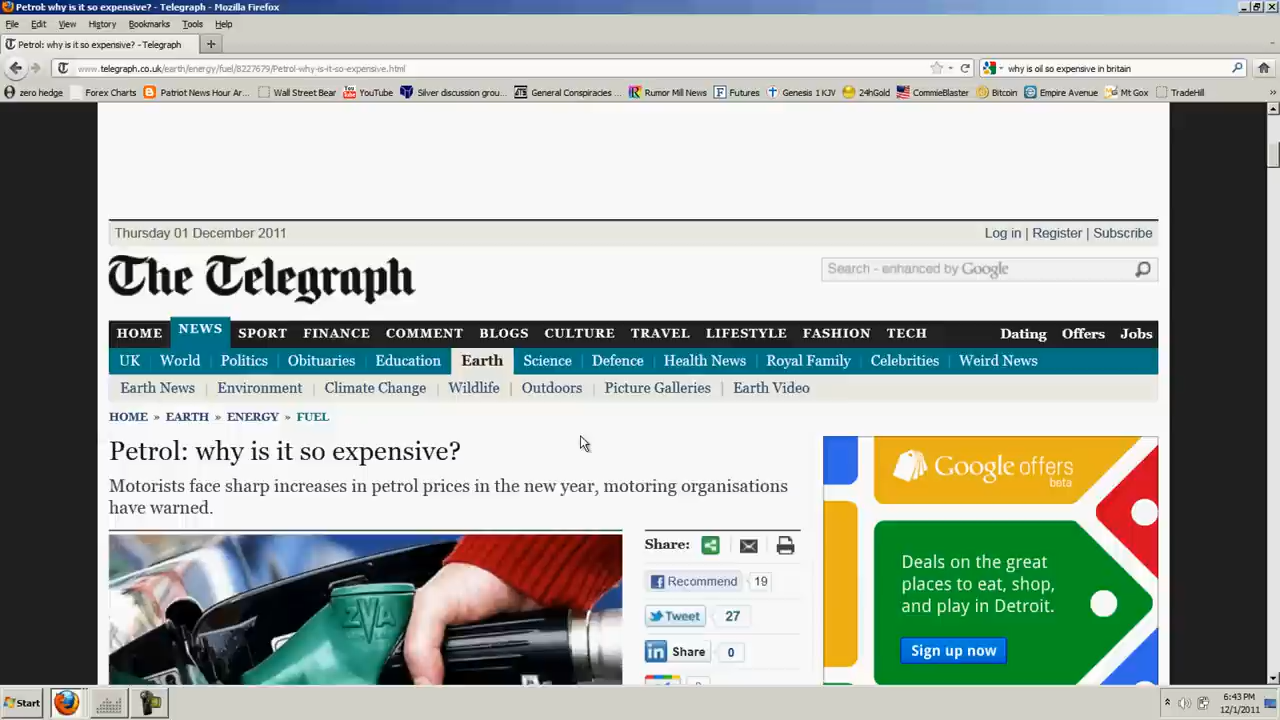 Petrol: why is it so expensive? - Telegraph - Mozilla Firefox
File Edit View History Bookmarks Tools Help
Petrol: why is it so expensive? - Telegraph
www.telegraph.co.uk/earth/energy/fuel/8227679/Petrol-why-is-it-so-expensive.html
why is oil so expensive in britain
zero hedge Forex Charts Patriot News Hour Ar... Wall Street Bear YouTube Silver discussion grou... General Conspiracies ... Rumor Mill News Futures Genesis 1 KJV 24hGold CommieBlaster Bitcoin Empire Avenue Mt Gox TradeHill
Thursday 01 December 2011
Log in | Register | Subscribe
The Telegraph
Search - enhanced by Google
HOME NEWS SPORT FINANCE COMMENT BLOGS CULTURE TRAVEL LIFESTYLE FASHION TECH Dating Offers Jobs
UK World Politics Obituaries Education Earth Science Defence Health News Royal Family Celebrities Weird News
Earth News | Environment | Climate Change | Wildlife | Outdoors | Picture Galleries | Earth Video
HOME » EARTH » ENERGY » FUEL
Petrol: why is it so expensive?
Motorists face sharp increases in petrol prices in the new year, motoring organisations
have warned.
Share:
Recommend 19
Tweet 27
Share 0
ZVA
Google offers
beta
Deals on the great
places to eat, shop,
and play in Detroit.
Sign up now
Start
6:43 PM
12/1/2011